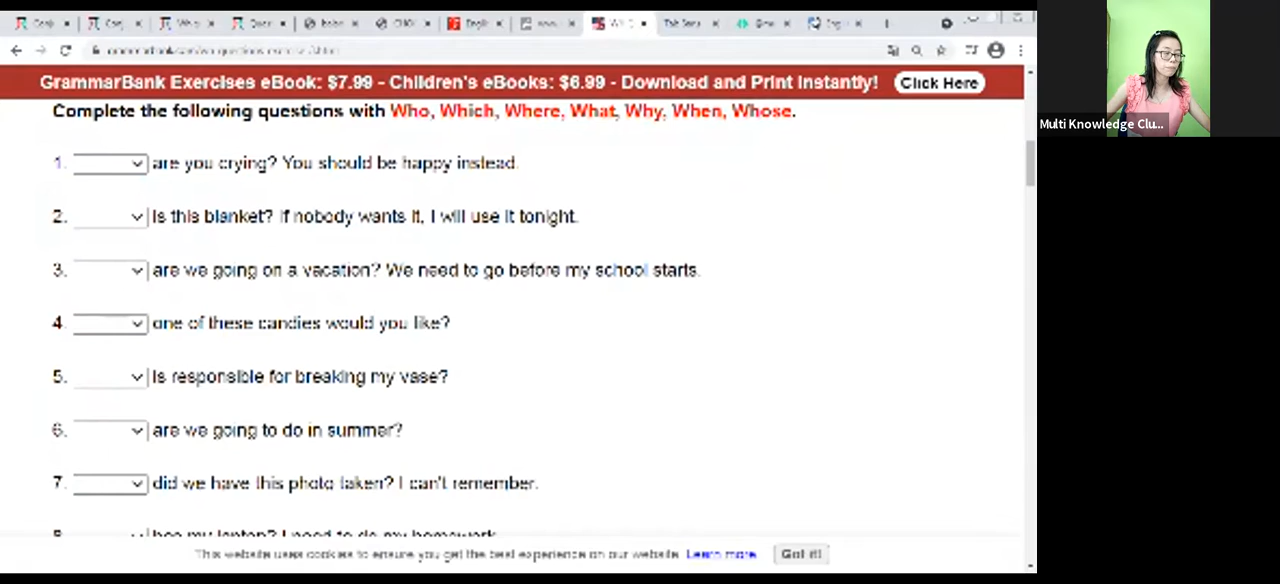 GrammarBank Exercises eBook: $7.99 - Children's eBooks: $6.99 - Download and Print Instantly! Click Here
Complete the following questions with Who, Which, Where, What, Why, When, Whose.
1. are you crying? You should be happy instead.
2. is this blanket? If nobody wants it, I will use it tonight.
3. are we going on a vacation? We need to go before my school starts.
4. one of these candies would you like?
5. is responsible for breaking my vase?
6. are we going to do in summer?
7. did we have this photo taken? I can't remember.
This website uses cookies to ensure you get the best experience on our website. Learn more Got it!
Multi Knowledge Clu...